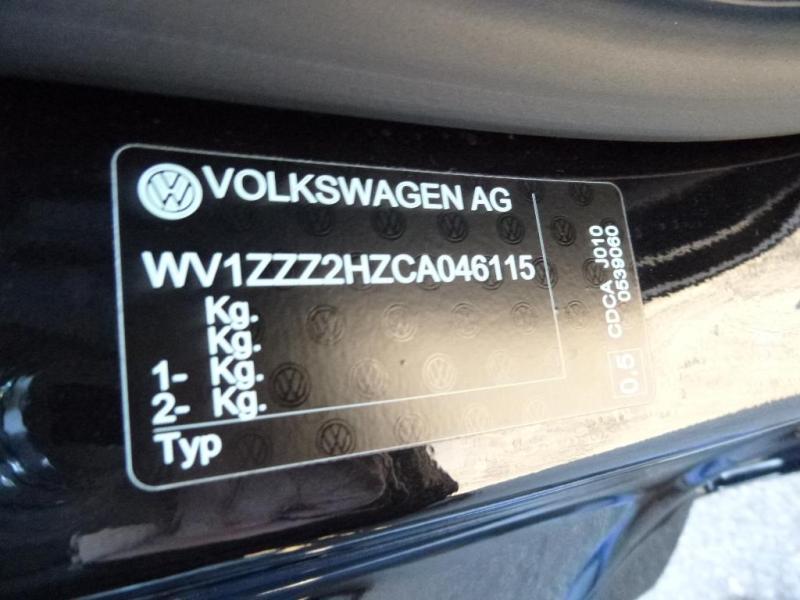 VOLKSWAGEN AG
WV1ZZZ2HZCA046115
Kg.
Kg.
1- Kg.
2- Kg.
Typ
0.5 CDCA J010
0539060